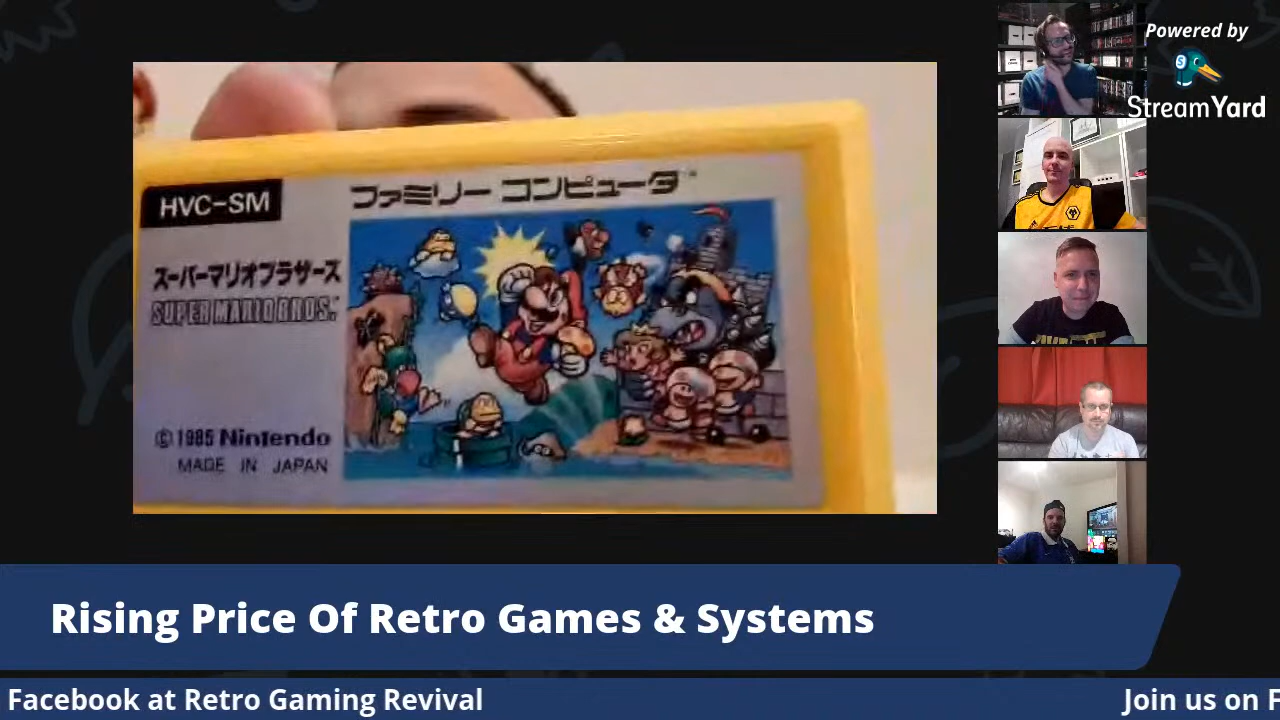 Powered by
StreamYard
HVC-SM
ファミリー コンピュータ
スーパーマリオブラザーズ
SUPER MARIO BROS.
© 1985 Nintendo
MADE IN JAPAN
Rising Price Of Retro Games & Systems
Facebook at Retro Gaming Revival
Join us on F